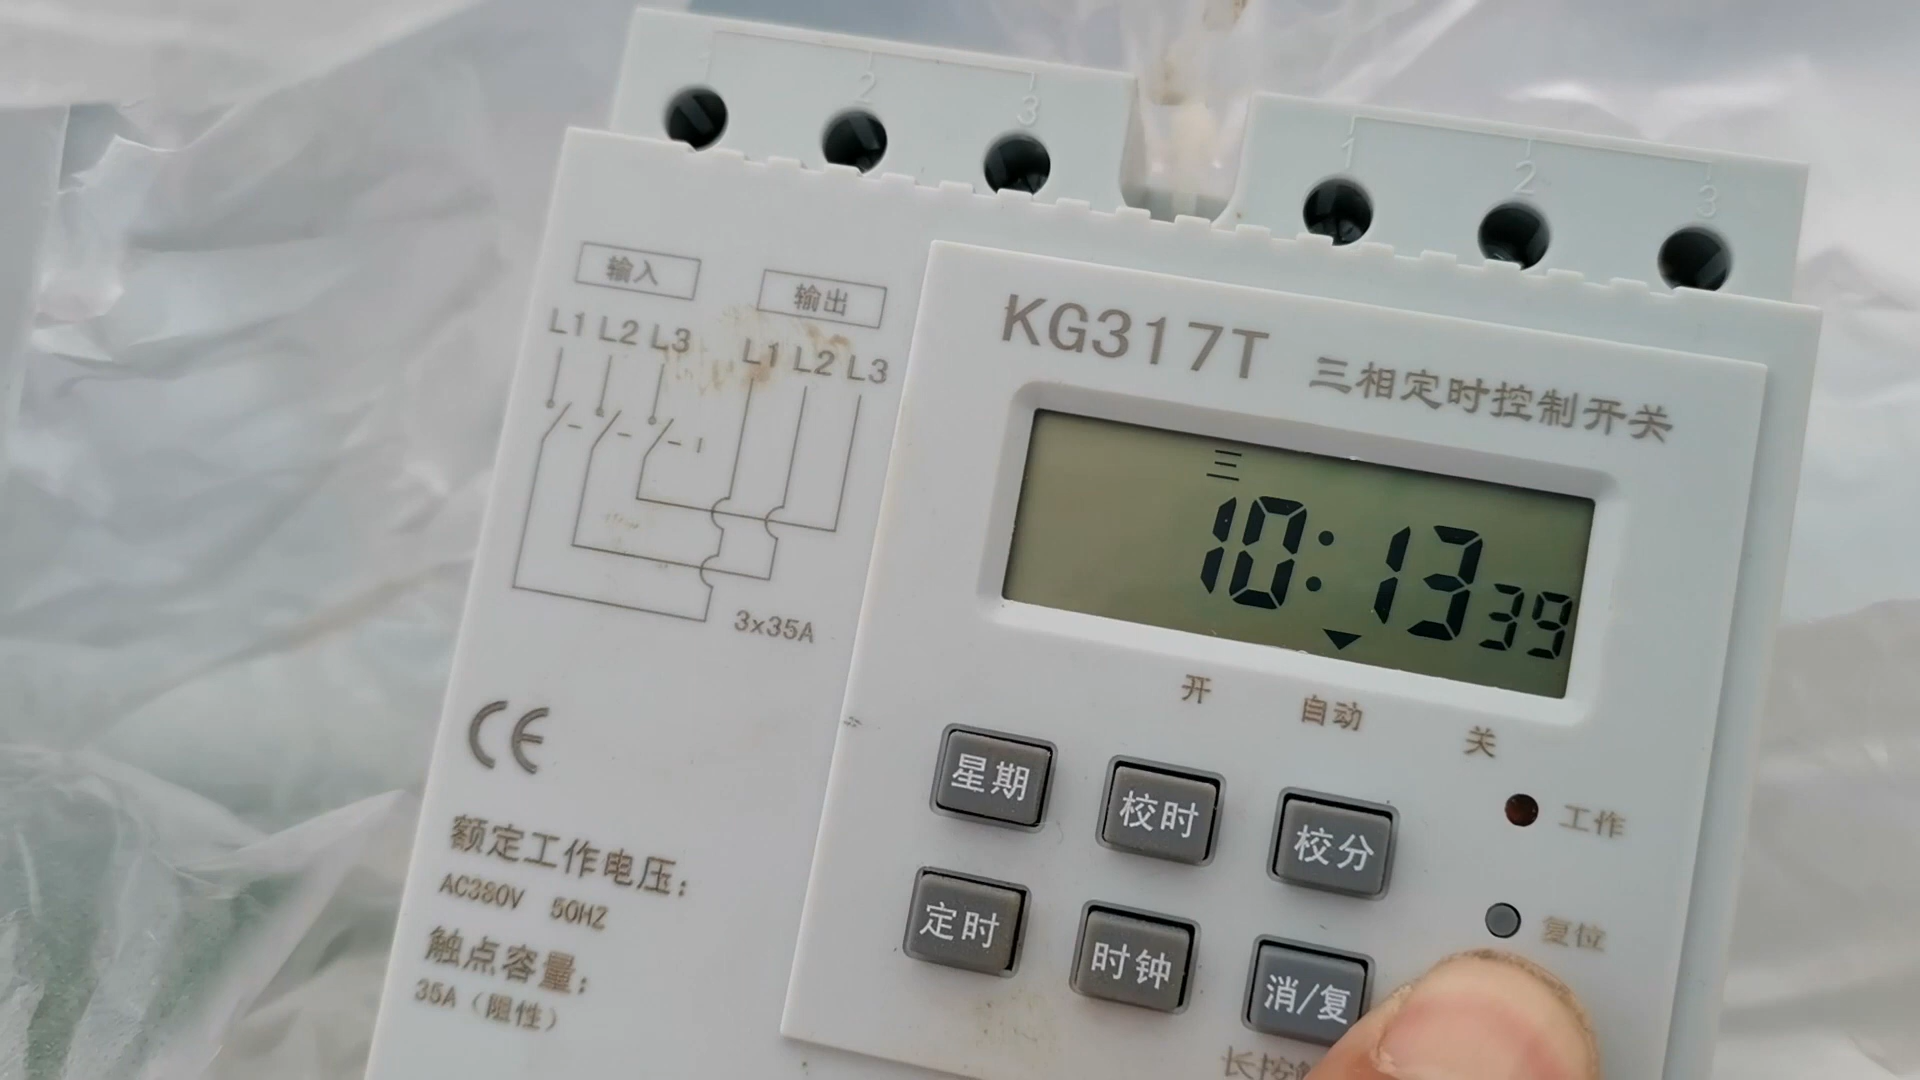 1 2 3 1 2 3
输入 输出
L1 L2 L3 L1 L2 L3
3x35A
CE
额定工作电压：
AC380V 50HZ
触点容量：
35A（阻性）
KG317T 三相定时控制开关
三
10:13 39
开 自动 关
星期 校时 校分 工作
定时 时钟 消/复 复位
长按